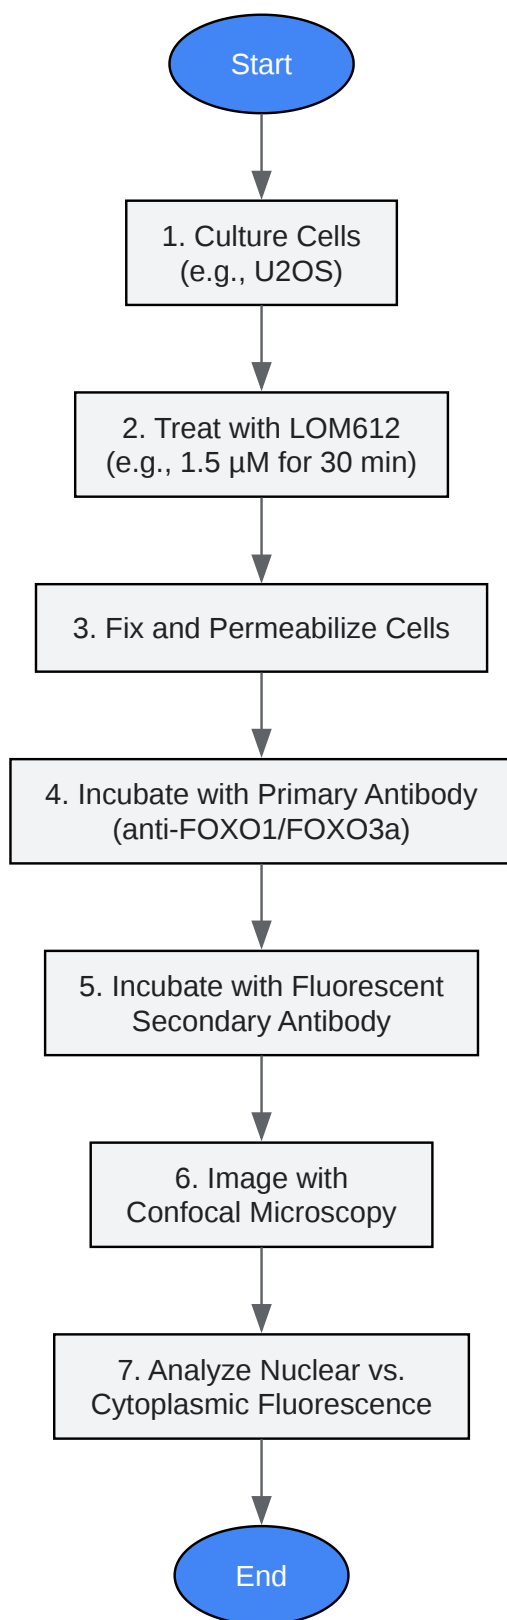 Start
1. Culture Cells
(e.g., U2OS)
2. Treat with LOM612
(e.g., 1.5 µM for 30 min)
3. Fix and Permeabilize Cells
4. Incubate with Primary Antibody
(anti-FOXO1/FOXO3a)
5. Incubate with Fluorescent
Secondary Antibody
6. Image with
Confocal Microscopy
7. Analyze Nuclear vs.
Cytoplasmic Fluorescence
End